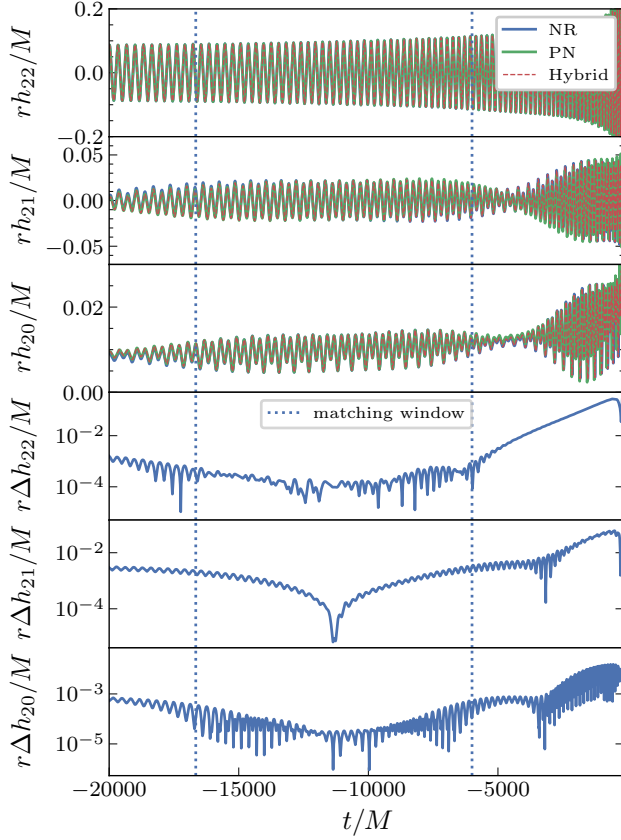 rh₂₂/M
0.2
0.0
−0.2
NR
PN
Hybrid
rh₂₁/M
0.05
0.00
−0.05
rh₂₀/M
0.02
0.00
rΔh₂₂/M
10⁻²
10⁻⁴
matching window
rΔh₂₁/M
10⁻²
10⁻⁴
rΔh₂₀/M
10⁻³
10⁻⁵
−20000 −15000 −10000 −5000
t/M